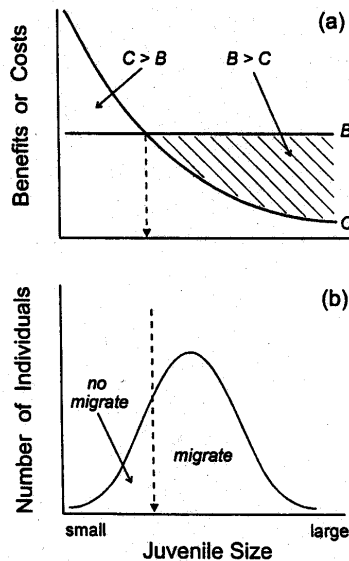 (a)
C > B
B > C
B
C
Benefits or Costs
(b)
no
migrate
migrate
Number of Individuals
small
large
Juvenile Size